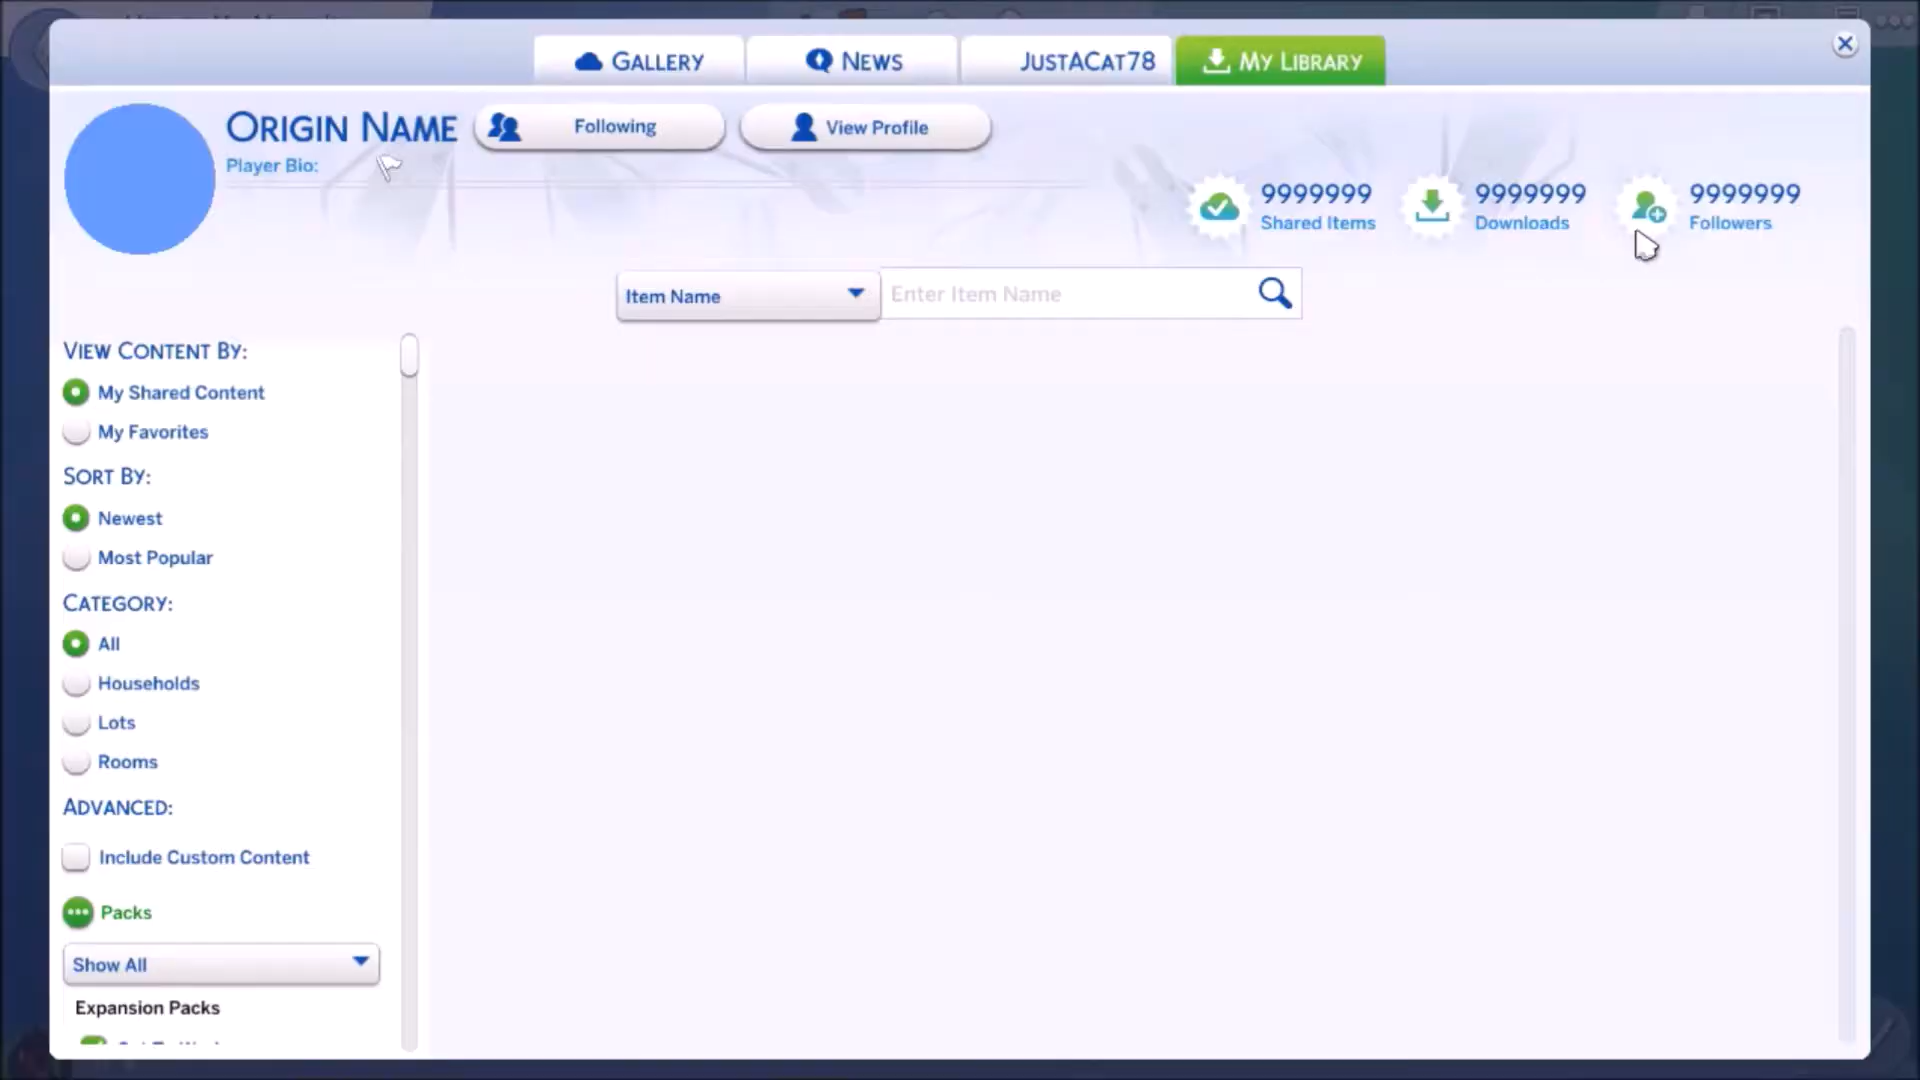 GALLERY
NEWS
JUSTACAT78
MY LIBRARY
ORIGIN NAME
Following
View Profile
Player Bio:
9999999
Shared Items
9999999
Downloads
9999999
Followers
Item Name
Enter Item Name
VIEW CONTENT BY:
My Shared Content
My Favorites
SORT BY:
Newest
Most Popular
CATEGORY:
All
Households
Lots
Rooms
ADVANCED:
Include Custom Content
Packs
Show All
Expansion Packs